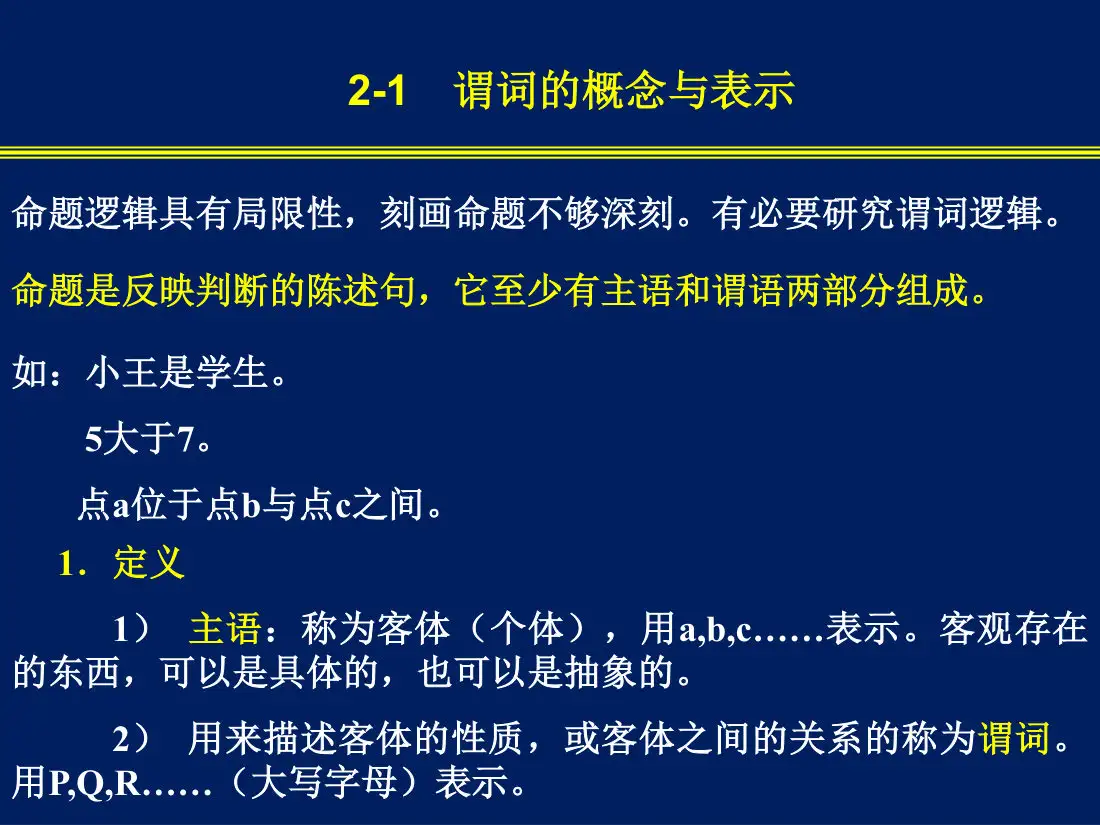 2-1 谓词的概念与表示
命题逻辑具有局限性，刻画命题不够深刻。有必要研究谓词逻辑。
命题是反映判断的陈述句，它至少有主语和谓语两部分组成。
如：小王是学生。
5大于7。
点a位于点b与点c之间。
1．定义
1） 主语：称为客体（个体），用a,b,c……表示。客观存在
的东西，可以是具体的，也可以是抽象的。
2） 用来描述客体的性质，或客体之间的关系的称为谓词。
用P,Q,R……（大写字母）表示。